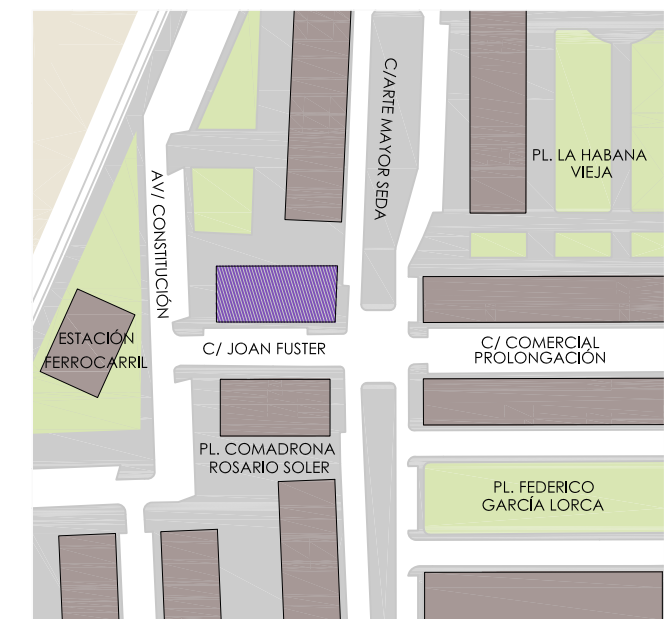 C/ARTE MAYOR SEDA
PL. LA HABANA
VIEJA
AV/ CONSTITUCIÓN
ESTACIÓN
FERROCARRIL
C/ JOAN FUSTER
C/ COMERCIAL
PROLONGACIÓN
PL. COMADRONA
ROSARIO SOLER
PL. FEDERICO
GARCÍA LORCA